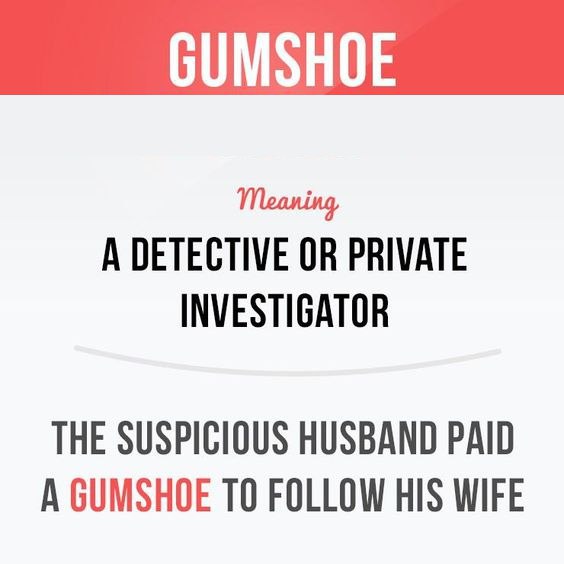 GUMSHOE
Meaning
A DETECTIVE OR PRIVATE
INVESTIGATOR
THE SUSPICIOUS HUSBAND PAID
A GUMSHOE TO FOLLOW HIS WIFE